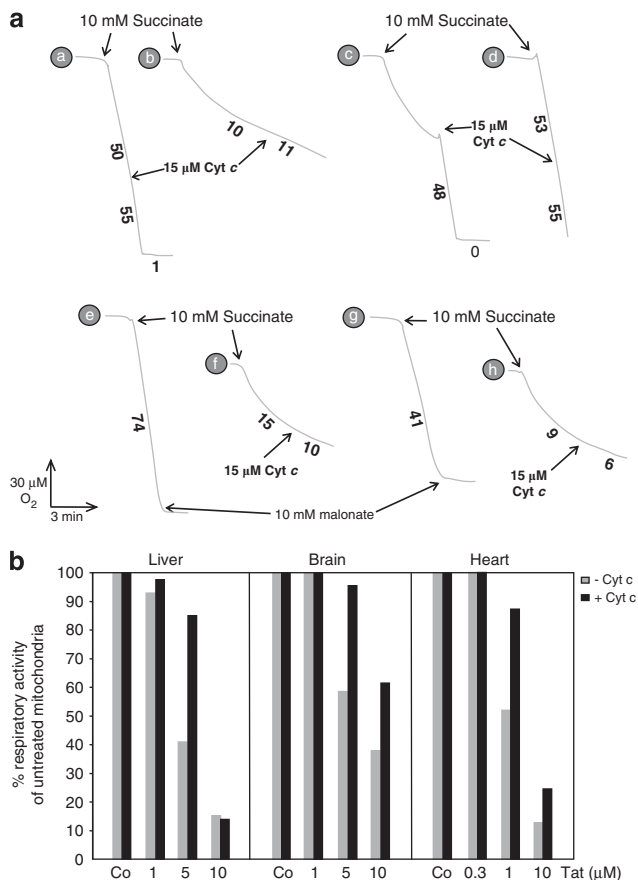 a
10 mM Succinate
10 mM Succinate
a
b
c
d
50
55
1
10
11
15 µM Cyt c
15 µM
Cyt c
48
0
53
55
e
10 mM Succinate
f
g
10 mM Succinate
h
74
15
10
15 µM Cyt c
41
9
6
15 µM
Cyt c
30 µM
O2
3 min
10 mM malonate
b
Liver
Brain
Heart
- Cyt c
+ Cyt c
% respiratory activity
of untreated mitochondria
100
90
80
70
60
50
40
30
20
10
0
Co 1 5 10 Co 1 5 10 Co 0.3 1 10 Tat (µM)